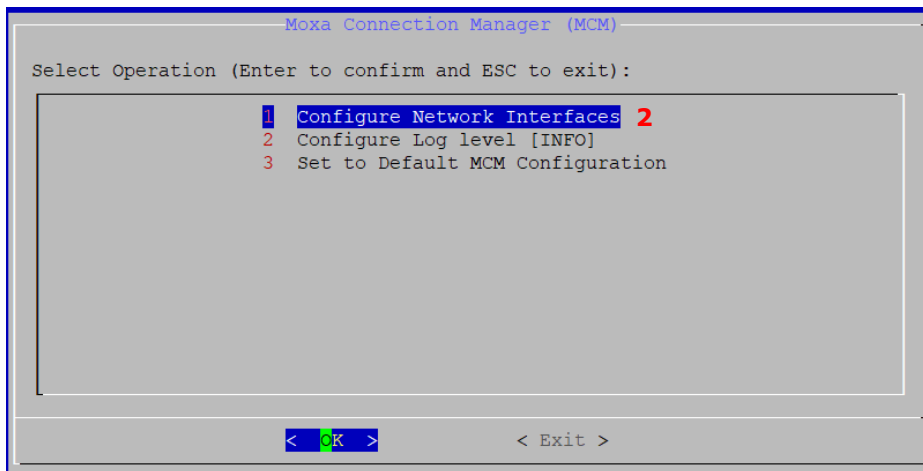 Moxa Connection Manager (MCM)
Select Operation (Enter to confirm and ESC to exit):
1 Configure Network Interfaces 2
2 Configure Log level [INFO]
3 Set to Default MCM Configuration
< OK > < Exit >